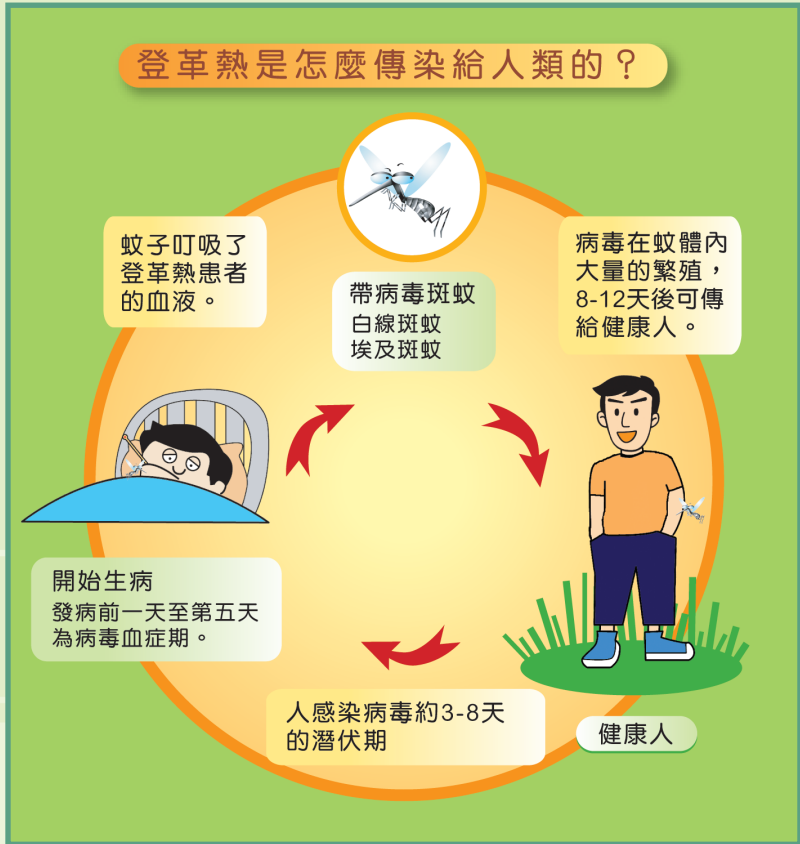 登革熱是怎麼傳染給人類的？
蚊子叮吸了
登革熱患者
的血液。
帶病毒斑蚊
白線斑蚊
埃及斑蚊
病毒在蚊體內
大量的繁殖，
8-12天後可傳
給健康人。
開始生病
發病前一天至第五天
為病毒血症期。
人感染病毒約3-8天
的潛伏期
健康人